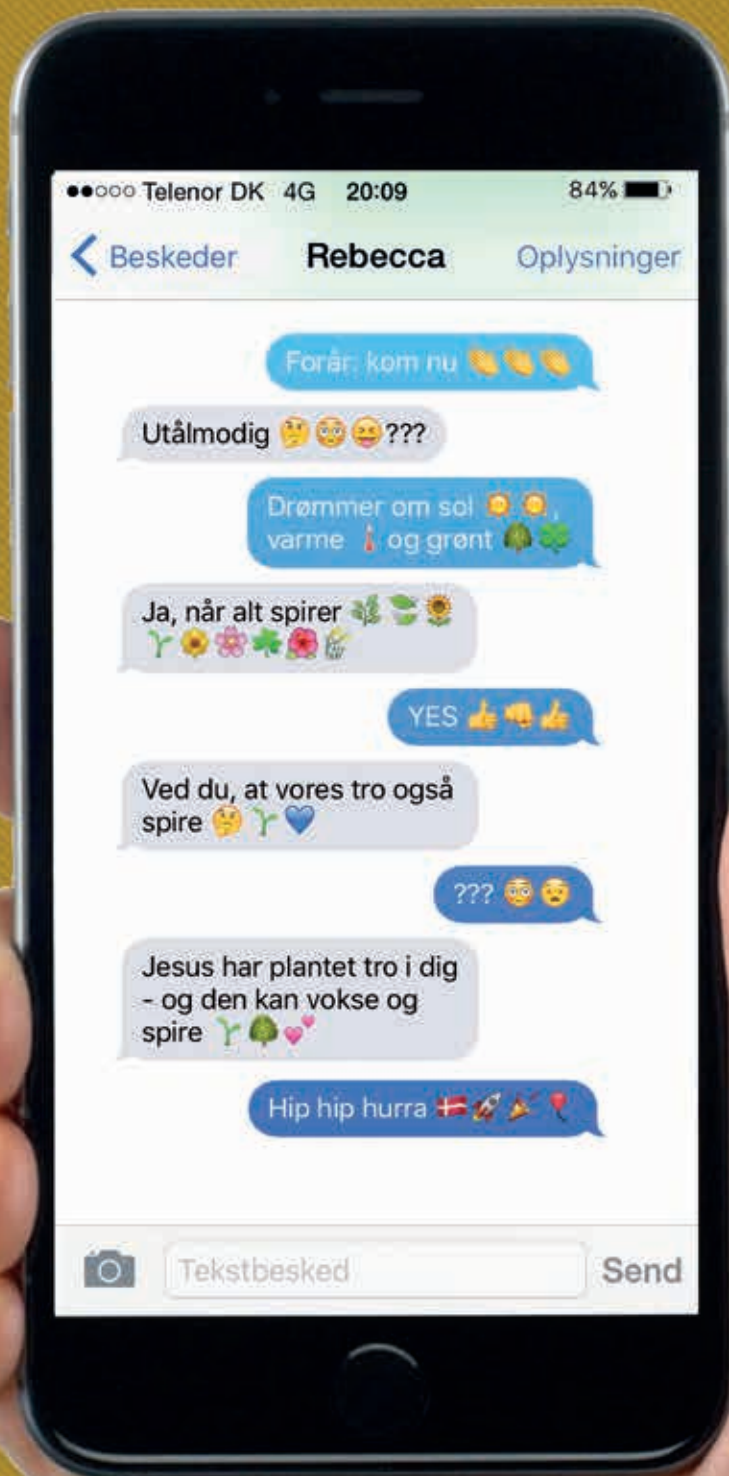 ●●○○○ Telenor DK 4G 20:09 84%
Beskeder Rebecca Oplysninger
Forår: kom nu 👏👏👏
Utålmodig 🤔😳😝???
Drømmer om sol 🌞🌞,
varme 🌡 og grønt 🌳🍀
Ja, når alt spirer 🌿🍃🌻
🌱🌼🌸☘🌺🌾
YES 👍👊👍
Ved du, at vores tro også
spire 🤔🌱💙
??? 😳😧
Jesus har plantet tro i dig
- og den kan vokse og
spire 🌱🌳💕
Hip hip hurra 🇩🇰🚀🎉🎈
Tekstbesked Send